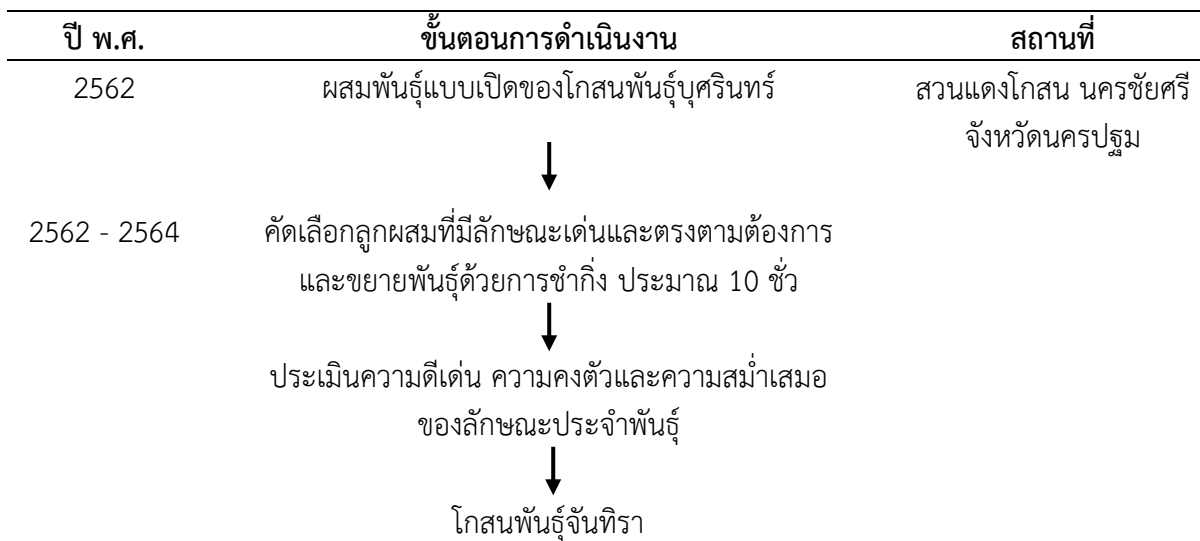 ปี พ.ศ. ขั้นตอนการดำเนินงาน สถานที่
2562 ผสมพันธุ์แบบเปิดของโกสนพันธุ์บุศรินทร์ สวนแดงโกสน นครชัยศรี
จังหวัดนครปฐม
2562 - 2564 คัดเลือกลูกผสมที่มีลักษณะเด่นและตรงตามต้องการ
และขยายพันธุ์ด้วยการชำกิ่ง ประมาณ 10 ชั่ว
ประเมินความดีเด่น ความคงตัวและความสม่ำเสมอ
ของลักษณะประจำพันธุ์
โกสนพันธุ์จันทิรา